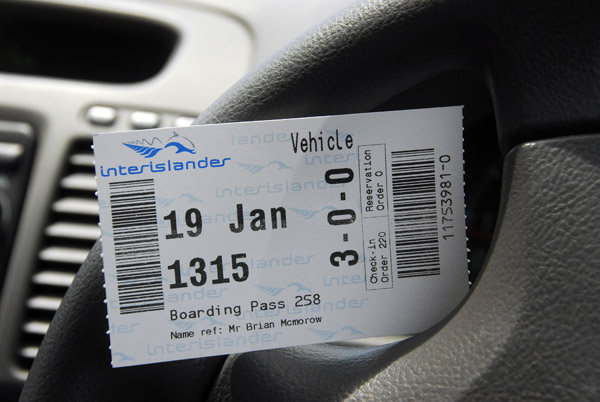 interislander
Vehicle
19 Jan
1315
Boarding Pass 258
Name ref: Mr Brian Mcmorow
3-0-0
Check-in
Order 220
Reservation
Order 0
11753981-0